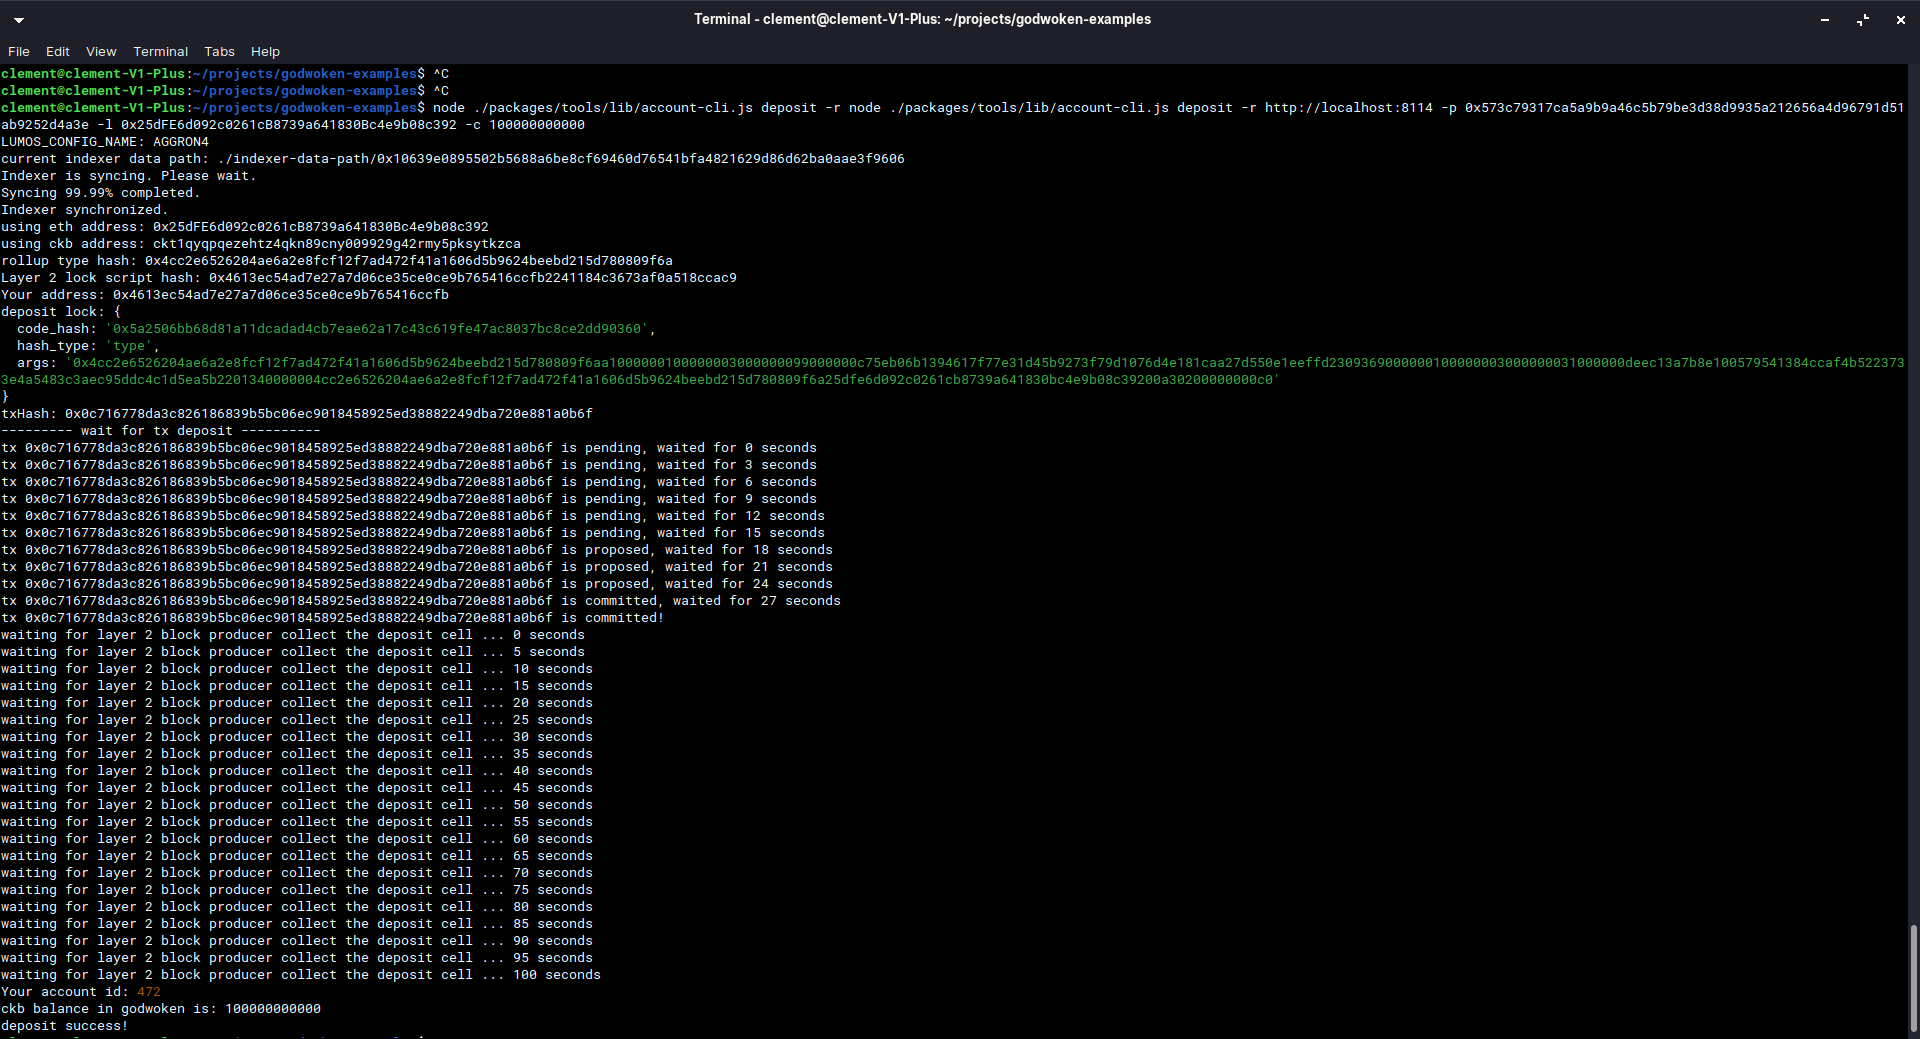 Terminal - clement@clement-V1-Plus: ~/projects/godwoken-examples
File Edit View Terminal Tabs Help
clement@clement-V1-Plus:~/projects/godwoken-examples$ ^C
clement@clement-V1-Plus:~/projects/godwoken-examples$ ^C
clement@clement-V1-Plus:~/projects/godwoken-examples$ node ./packages/tools/lib/account-cli.js deposit -r node ./packages/tools/lib/account-cli.js deposit -r http://localhost:8114 -p 0x573c79317ca5a9b9a46c5b79be3d38d9935a212656a4d96791d51
ab9252d4a3e -l 0x25dFE6d092c0261cB8739a641830Bc4e9b08c392 -c 100000000000
LUMOS_CONFIG_NAME: AGGRON4
current indexer data path: ./indexer-data-path/0x10639e0895502b5688a6be8cf69460d76541bfa4821629d86d62ba0aae3f9606
Indexer is syncing. Please wait.
Syncing 99.99% completed.
Indexer synchronized.
using eth address: 0x25dFE6d092c0261cB8739a641830Bc4e9b08c392
using ckb address: ckt1qyqpqezehtz4qkn89cny009929g42rmy5pksytkzca
rollup type hash: 0x4cc2e6526204ae6a2e8fcf12f7ad472f41a1606d5b9624beebd215d780809f6a
Layer 2 lock script hash: 0x4613ec54ad7e27a7d06ce35ce0ce9b765416ccfb2241184c3673af0a518ccac9
Your address: 0x4613ec54ad7e27a7d06ce35ce0ce9b765416ccfb
deposit lock: {
  code_hash: '0x5a2506bb68d81a11dcadad4cb7eae62a17c43c619fe47ac8037bc8ce2dd90360',
  hash_type: 'type',
  args: '0x4cc2e6526204ae6a2e8fcf12f7ad472f41a1606d5b9624beebd215d780809f6aa10000001000000030000000099000000c75eb06b1394617f77e31d45b9273f79d1076d4e181caa27d550e1eeffd2309369000000100000003000000031000000deec13a7b8e100579541384ccaf4b522373
3e4a5483c3aec95ddc4c1d5ea5b2201340000004cc2e6526204ae6a2e8fcf12f7ad472f41a1606d5b9624beebd215d780809f6a25dfe6d092c0261cb8739a641830bc4e9b08c39200a30200000000c0'
}
txHash: 0x0c716778da3c826186839b5bc06ec9018458925ed38882249dba720e881a0b6f
--------- wait for tx deposit ----------
tx 0x0c716778da3c826186839b5bc06ec9018458925ed38882249dba720e881a0b6f is pending, waited for 0 seconds
tx 0x0c716778da3c826186839b5bc06ec9018458925ed38882249dba720e881a0b6f is pending, waited for 3 seconds
tx 0x0c716778da3c826186839b5bc06ec9018458925ed38882249dba720e881a0b6f is pending, waited for 6 seconds
tx 0x0c716778da3c826186839b5bc06ec9018458925ed38882249dba720e881a0b6f is pending, waited for 9 seconds
tx 0x0c716778da3c826186839b5bc06ec9018458925ed38882249dba720e881a0b6f is pending, waited for 12 seconds
tx 0x0c716778da3c826186839b5bc06ec9018458925ed38882249dba720e881a0b6f is pending, waited for 15 seconds
tx 0x0c716778da3c826186839b5bc06ec9018458925ed38882249dba720e881a0b6f is proposed, waited for 18 seconds
tx 0x0c716778da3c826186839b5bc06ec9018458925ed38882249dba720e881a0b6f is proposed, waited for 21 seconds
tx 0x0c716778da3c826186839b5bc06ec9018458925ed38882249dba720e881a0b6f is proposed, waited for 24 seconds
tx 0x0c716778da3c826186839b5bc06ec9018458925ed38882249dba720e881a0b6f is committed, waited for 27 seconds
tx 0x0c716778da3c826186839b5bc06ec9018458925ed38882249dba720e881a0b6f is committed!
waiting for layer 2 block producer collect the deposit cell ... 0 seconds
waiting for layer 2 block producer collect the deposit cell ... 5 seconds
waiting for layer 2 block producer collect the deposit cell ... 10 seconds
waiting for layer 2 block producer collect the deposit cell ... 15 seconds
waiting for layer 2 block producer collect the deposit cell ... 20 seconds
waiting for layer 2 block producer collect the deposit cell ... 25 seconds
waiting for layer 2 block producer collect the deposit cell ... 30 seconds
waiting for layer 2 block producer collect the deposit cell ... 35 seconds
waiting for layer 2 block producer collect the deposit cell ... 40 seconds
waiting for layer 2 block producer collect the deposit cell ... 45 seconds
waiting for layer 2 block producer collect the deposit cell ... 50 seconds
waiting for layer 2 block producer collect the deposit cell ... 55 seconds
waiting for layer 2 block producer collect the deposit cell ... 60 seconds
waiting for layer 2 block producer collect the deposit cell ... 65 seconds
waiting for layer 2 block producer collect the deposit cell ... 70 seconds
waiting for layer 2 block producer collect the deposit cell ... 75 seconds
waiting for layer 2 block producer collect the deposit cell ... 80 seconds
waiting for layer 2 block producer collect the deposit cell ... 85 seconds
waiting for layer 2 block producer collect the deposit cell ... 90 seconds
waiting for layer 2 block producer collect the deposit cell ... 95 seconds
waiting for layer 2 block producer collect the deposit cell ... 100 seconds
Your account id: 472
ckb balance in godwoken is: 100000000000
deposit success!